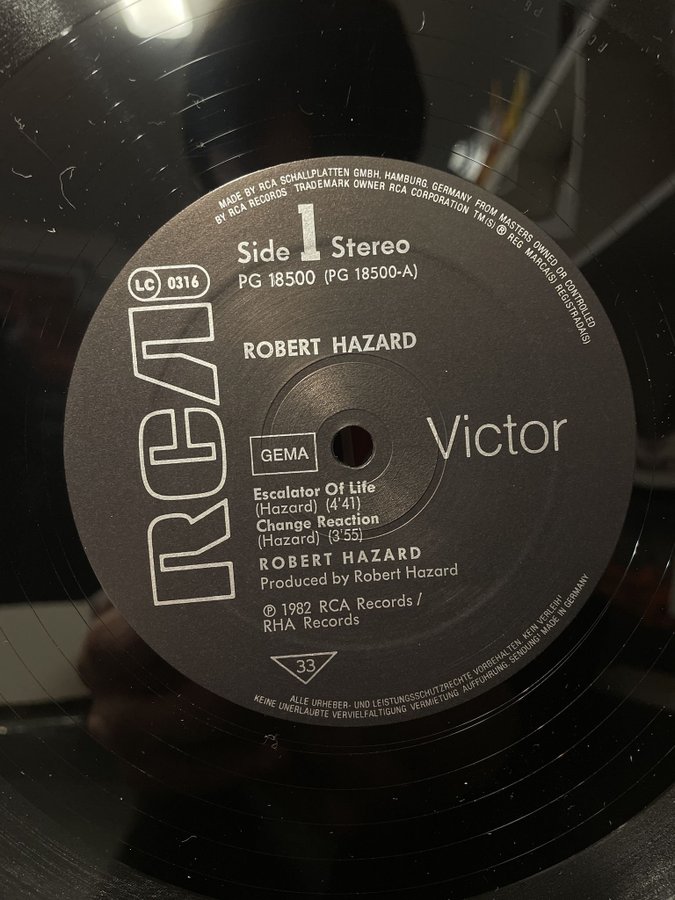 MADE BY RCA SCHALLPLATTEN GMBH, HAMBURG, GERMANY FROM MASTERS OWNED OR CONTROLLED
BY RCA RECORDS. TRADEMARK OWNER RCA CORPORATION TM(S) ® REG MARCA(S) REGISTRADA(S)
Side 1 Stereo
LC 0316
PG 18500 (PG 18500-A)
RCA
ROBERT HAZARD
Victor
GEMA
Escalator Of Life
(Hazard) (4'41)
Change Reaction
(Hazard) (3'55)
ROBERT HAZARD
Produced by Robert Hazard
℗ 1982 RCA Records /
RHA Records
33
ALLE URHEBER- UND LEISTUNGSSCHUTZRECHTE VORBEHALTEN. KEIN VERLEIH!
KEINE UNERLAUBTE VERVIELFÄLTIGUNG VERMIETUNG AUFFÜHRUNG, SENDUNG! MADE IN GERMANY